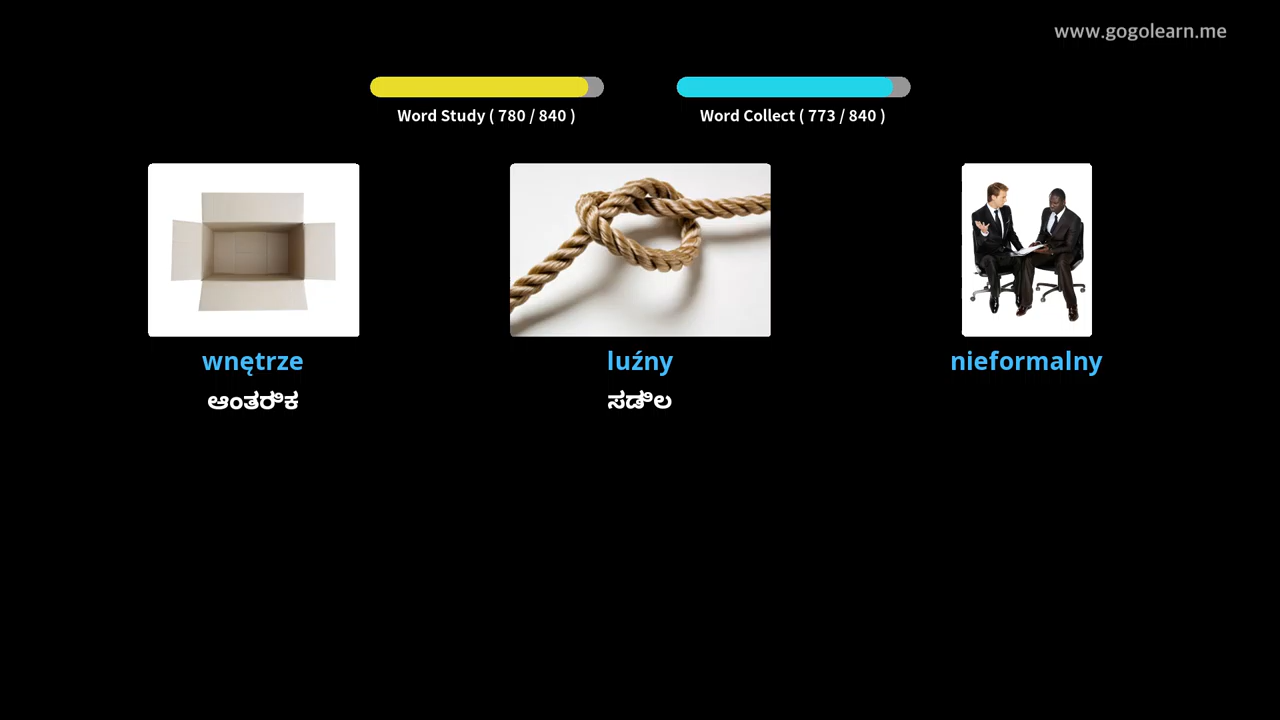 www.gogolearn.me
Word Study ( 780 / 840 )
Word Collect ( 773 / 840 )
wnętrze
luźny
nieformalny
ಆಂತರಿಕ
ಸಡಿಲ